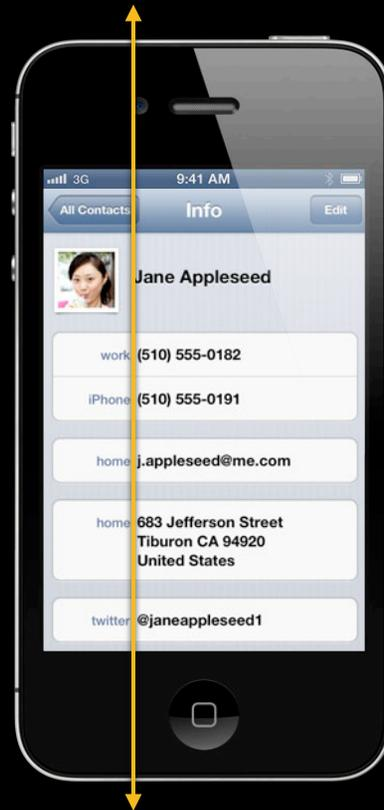 3G 9:41 AM
All Contacts Info Edit
Jane Appleseed
work (510) 555-0182
iPhone (510) 555-0191
home j.appleseed@me.com
home 683 Jefferson Street
Tiburon CA 94920
United States
twitter @janeappleseed1